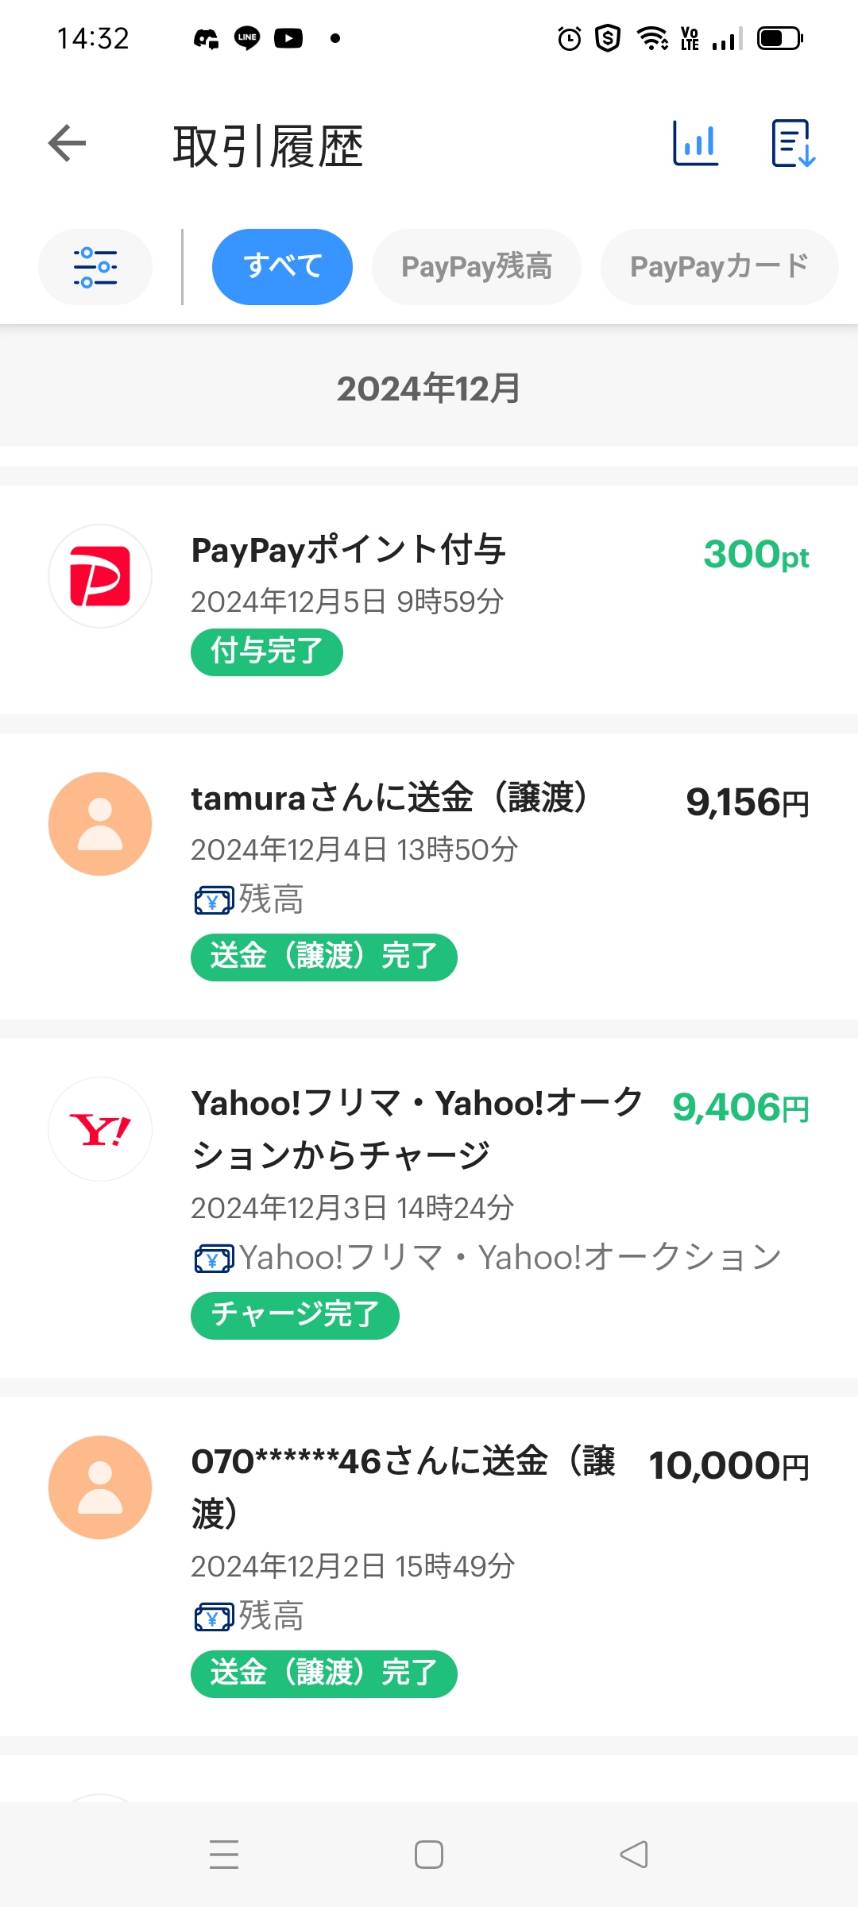 14:32
取引履歴
すべて
PayPay残高
PayPayカード
2024年12月
PayPayポイント付与
300pt
2024年12月5日 9時59分
付与完了
tamuraさんに送金（譲渡）
9,156円
2024年12月4日 13時50分
残高
送金（譲渡）完了
Yahoo!フリマ・Yahoo!オーク
ションからチャージ
9,406円
2024年12月3日 14時24分
Yahoo!フリマ・Yahoo!オークション
チャージ完了
070******46さんに送金（譲
渡）
10,000円
2024年12月2日 15時49分
残高
送金（譲渡）完了